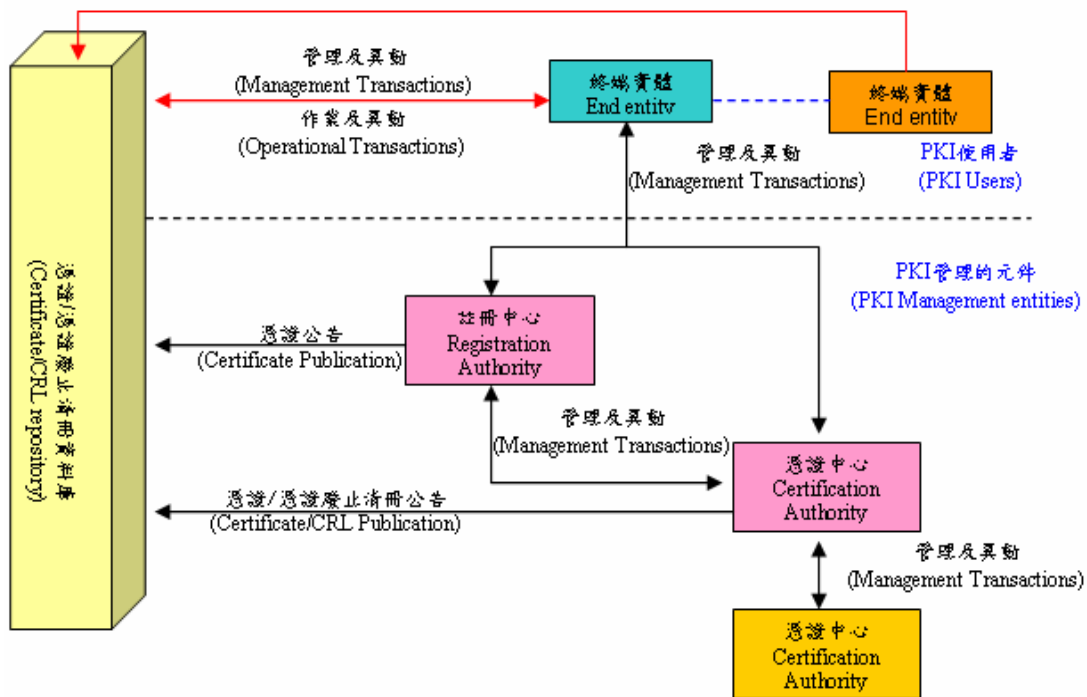 管理及異動
(Management Transactions)
作業及異動
(Operational Transactions)
終端實體
End entity
終端實體
End entity
管理及異動
(Management Transactions)
PKI使用者
(PKI Users)
PKI管理的元件
(PKI Management entities)
憑證/憑證廢止清冊資料庫
(Certificate/CRL repository)
註冊中心
Registration
Authority
憑證公告
(Certificate Publication)
管理及異動
(Management Transactions)
憑證中心
Certification
Authority
憑證/憑證廢止清冊公告
(Certificate/CRL Publication)
管理及異動
(Management Transactions)
憑證中心
Certification
Authority